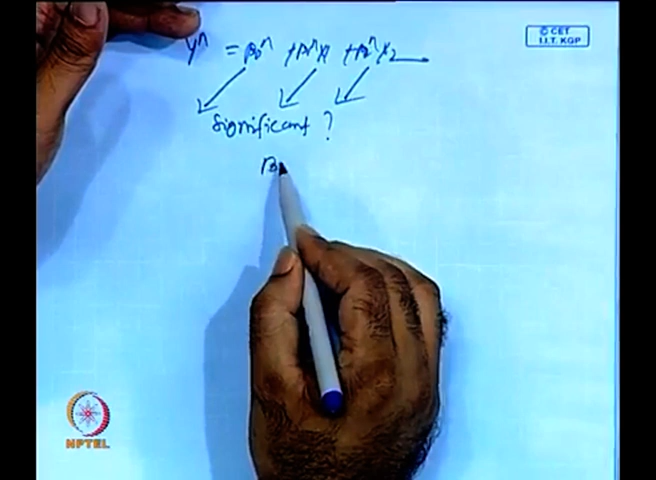 © CET
I.I.T. KGP
y^ = β0^ + β1^ x1 + β2^ x2
Significant ?
β
NPTEL